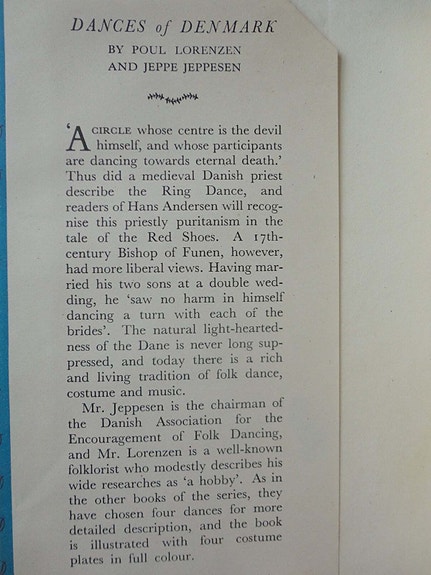 DANCES of DENMARK
BY POUL LORENZEN
AND JEPPE JEPPESEN
'A CIRCLE whose centre is the devil
himself, and whose participants
are dancing towards eternal death.'
Thus did a medieval Danish priest
describe the Ring Dance, and
readers of Hans Andersen will recog-
nise this priestly puritanism in the
tale of the Red Shoes. A 17th-
century Bishop of Funen, however,
had more liberal views. Having mar-
ried his two sons at a double wed-
ding, he 'saw no harm in himself
dancing a turn with each of the
brides'. The natural light-hearted-
ness of the Dane is never long sup-
pressed, and today there is a rich
and living tradition of folk dance,
costume and music.
Mr. Jeppesen is the chairman of
the Danish Association for the
Encouragement of Folk Dancing,
and Mr. Lorenzen is a well-known
folklorist who modestly describes his
wide researches as 'a hobby'. As in
the other books of the series, they
have chosen four dances for more
detailed description, and the book
is illustrated with four costume
plates in full colour.